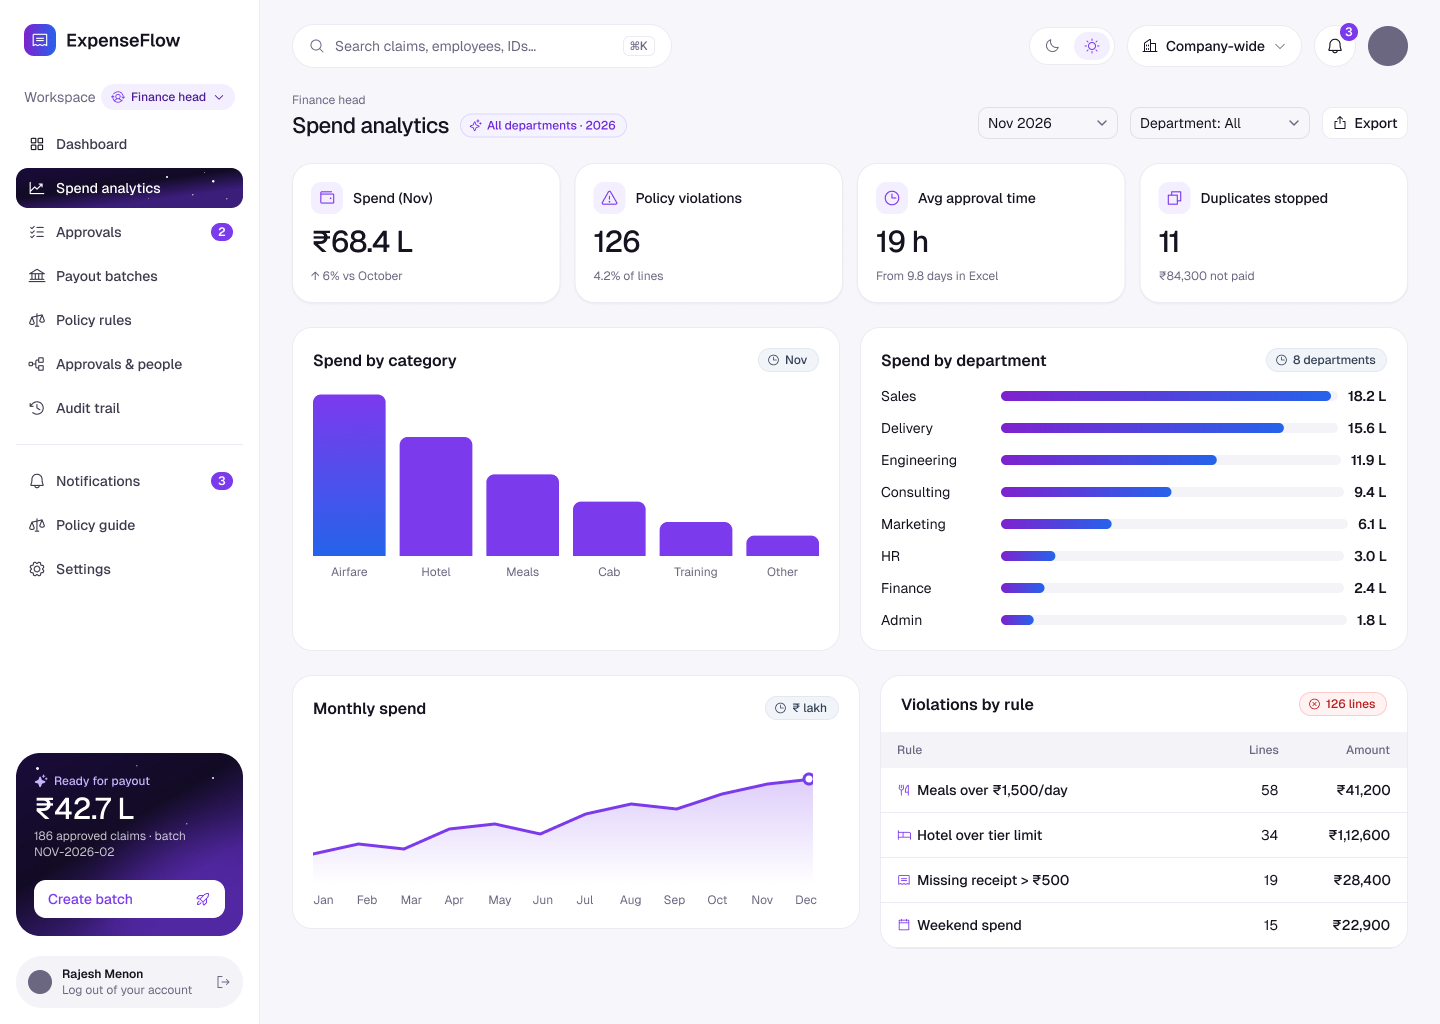 ExpenseFlow
Search claims, employees, IDs...
⌘K
Company-wide
3
Workspace
Finance head
Finance head
Spend analytics
All departments · 2026
Nov 2026
Department: All
Export
Dashboard
Spend analytics
Approvals
2
Payout batches
Policy rules
Approvals & people
Audit trail
Notifications
3
Policy guide
Settings
Ready for payout
₹42.7 L
186 approved claims · batch
NOV-2026-02
Create batch
Rajesh Menon
Log out of your account
Spend (Nov)
₹68.4 L
↑ 6% vs October
Policy violations
126
4.2% of lines
Avg approval time
19 h
From 9.8 days in Excel
Duplicates stopped
11
₹84,300 not paid
Spend by category
Nov
Airfare Hotel Meals Cab Training Other
Spend by department
8 departments
Sales 18.2 L
Delivery 15.6 L
Engineering 11.9 L
Consulting 9.4 L
Marketing 6.1 L
HR 3.0 L
Finance 2.4 L
Admin 1.8 L
Monthly spend
₹ lakh
Jan Feb Mar Apr May Jun Jul Aug Sep Oct Nov Dec
Violations by rule
126 lines
Rule Lines Amount
Meals over ₹1,500/day 58 ₹41,200
Hotel over tier limit 34 ₹1,12,600
Missing receipt > ₹500 19 ₹28,400
Weekend spend 15 ₹22,900